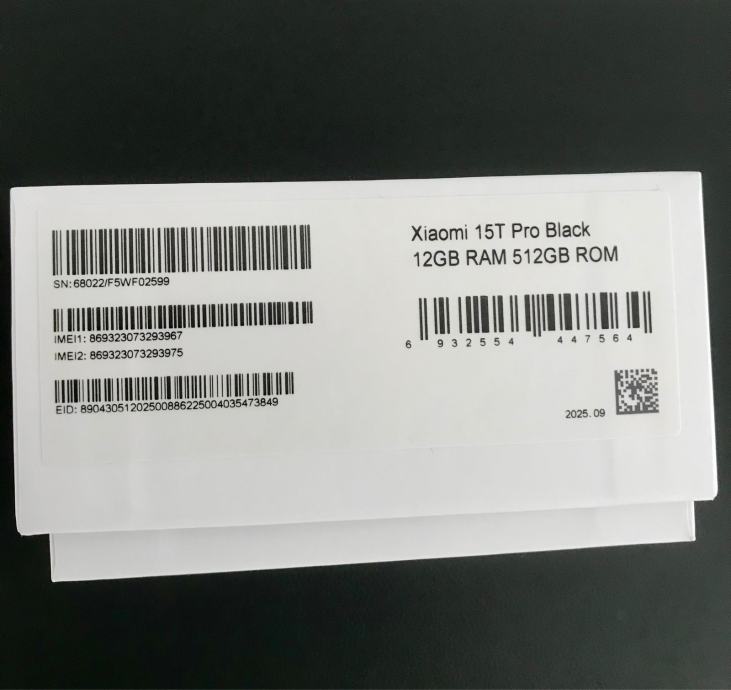 SN: 68022/F5WF02599
IMEI1: 869323073293967
IMEI2: 869323073293975
EID: 89043051202500886225004035473849
Xiaomi 15T Pro Black
12GB RAM 512GB ROM
6 932554 447564
2025.09